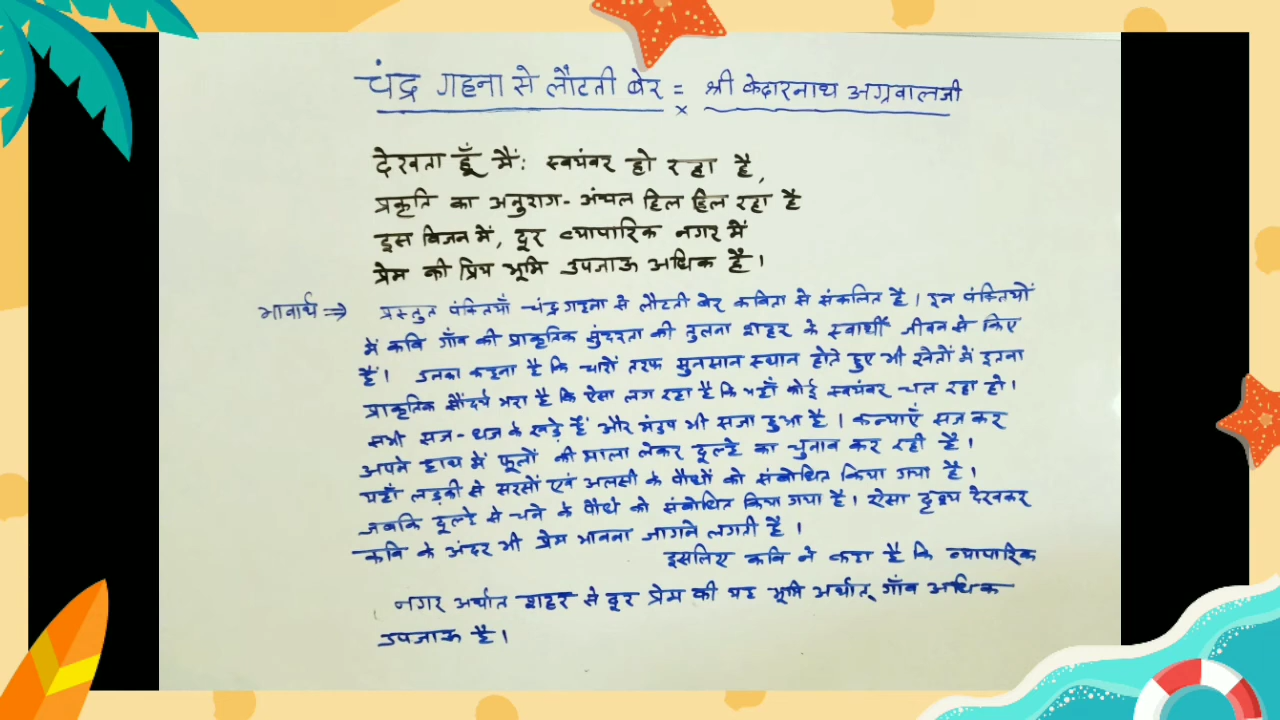 चंद्र गहना से लौटती बेर = श्री केदारनाथ अग्रवालजी
x
देखता हूँ मैं: स्वयंवर हो रहा है,
प्रकृति का अनुराग-अंचल हिल हिल रहा है
इस विजन में, दूर व्यापारिक नगर में
प्रेम की प्रिय भूमि उपजाऊ अधिक है।
भावार्थ ⇒ प्रस्तुत पंक्तियाँ चंद्र गहना से लौटती बेर कविता से संकलित है। इन पंक्तियों
में कवि गाँव की प्राकृतिक सुंदरता की तुलना शहर के स्वार्थी जीवन से किए
हैं। उनका कहना है कि चारों तरफ सुनसान स्थान होते हुए भी खेतों में इतना
प्राकृतिक सौंदर्य भरा है कि ऐसा लग रहा है कि यहाँ कोई स्वयंवर चल रहा हो।
सभी सज-धज के खड़े हैं और मंडप भी सजा हुआ है। कन्याएँ सज कर
अपने हाथ में फूलों की माला लेकर दूल्हे का चुनाव कर रही है।
यहाँ लड़की से सरसों एवं अलसी के पौधों को संबोधित किया गया है।
जबकि दूल्हे से चने के पौधे को संबोधित किया गया है। ऐसा दृश्य देखकर
कवि के अंदर भी प्रेम भावना जागने लगती है।
इसलिए कवि ने कहा है कि व्यापारिक
नगर अर्थात शहर से दूर प्रेम की यह भूमि अर्थात् गाँव अधिक
उपजाऊ है।